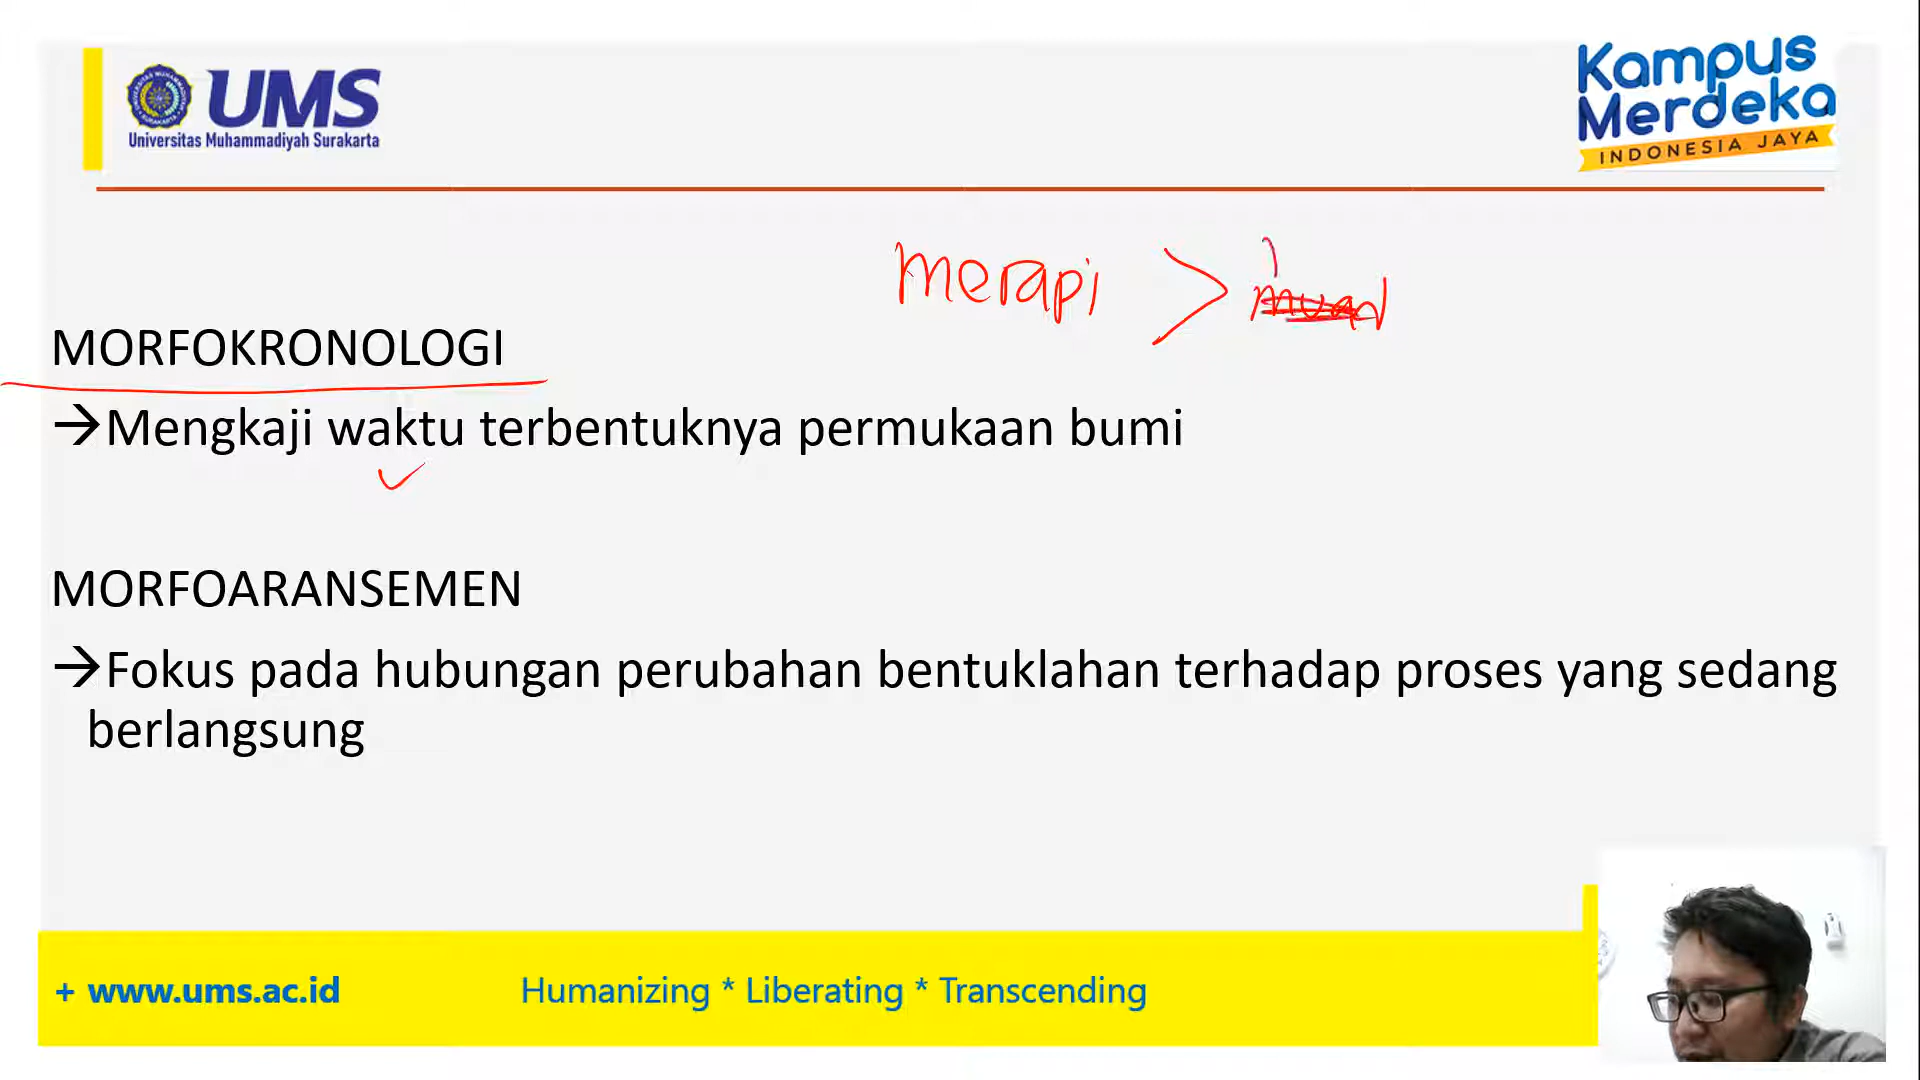 UMS
Universitas Muhammadiyah Surakarta
Kampus
Merdeka
INDONESIA JAYA
merapi >
MORFOKRONOLOGI
→Mengkaji waktu terbentuknya permukaan bumi
MORFOARANSEMEN
→Fokus pada hubungan perubahan bentuklahan terhadap proses yang sedang
berlangsung
+ www.ums.ac.id
Humanizing * Liberating * Transcending